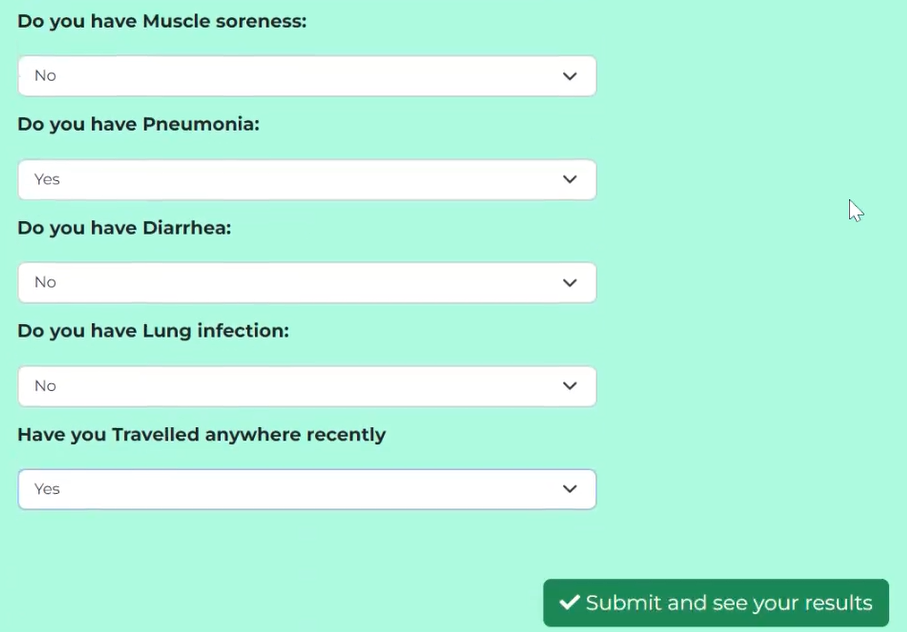 Do you have Muscle soreness:
No
Do you have Pneumonia:
Yes
Do you have Diarrhea:
No
Do you have Lung infection:
No
Have you Travelled anywhere recently
Yes
Submit and see your results